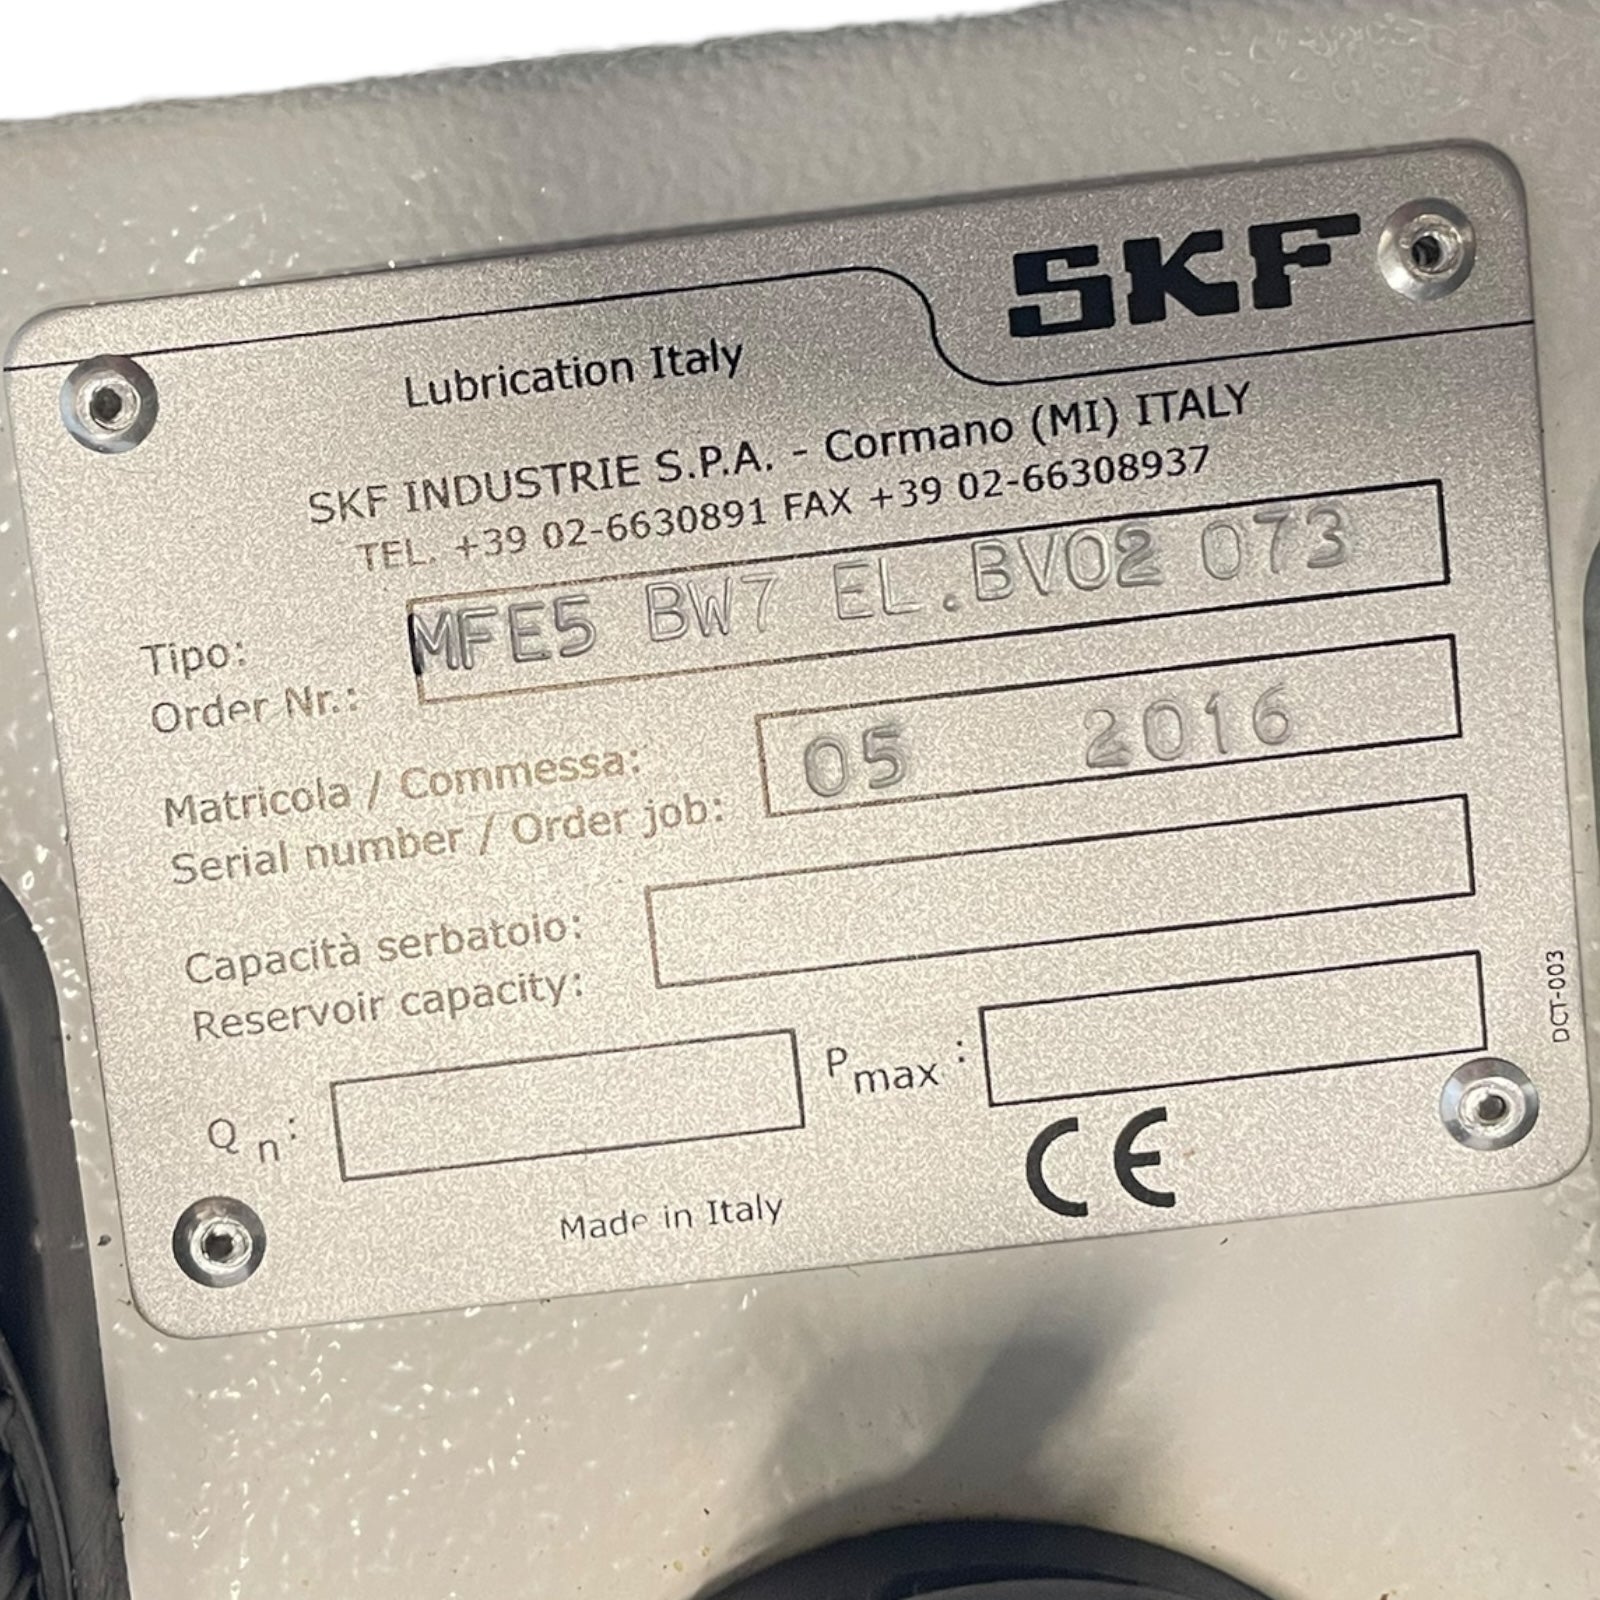 SKF
Lubrication Italy
SKF INDUSTRIE S.P.A. - Cormano (MI) ITALY
TEL. +39 02-6630891 FAX +39 02-66308937
Tipo:
Order Nr.:
MFE5 BW7 EL.BV02 073
Matricola / Commessa:
Serial number / Order job:
05 2016
Capacità serbatoio:
Reservoir capacity:
Qn:
Pmax:
Made in Italy
CE
DCT-003